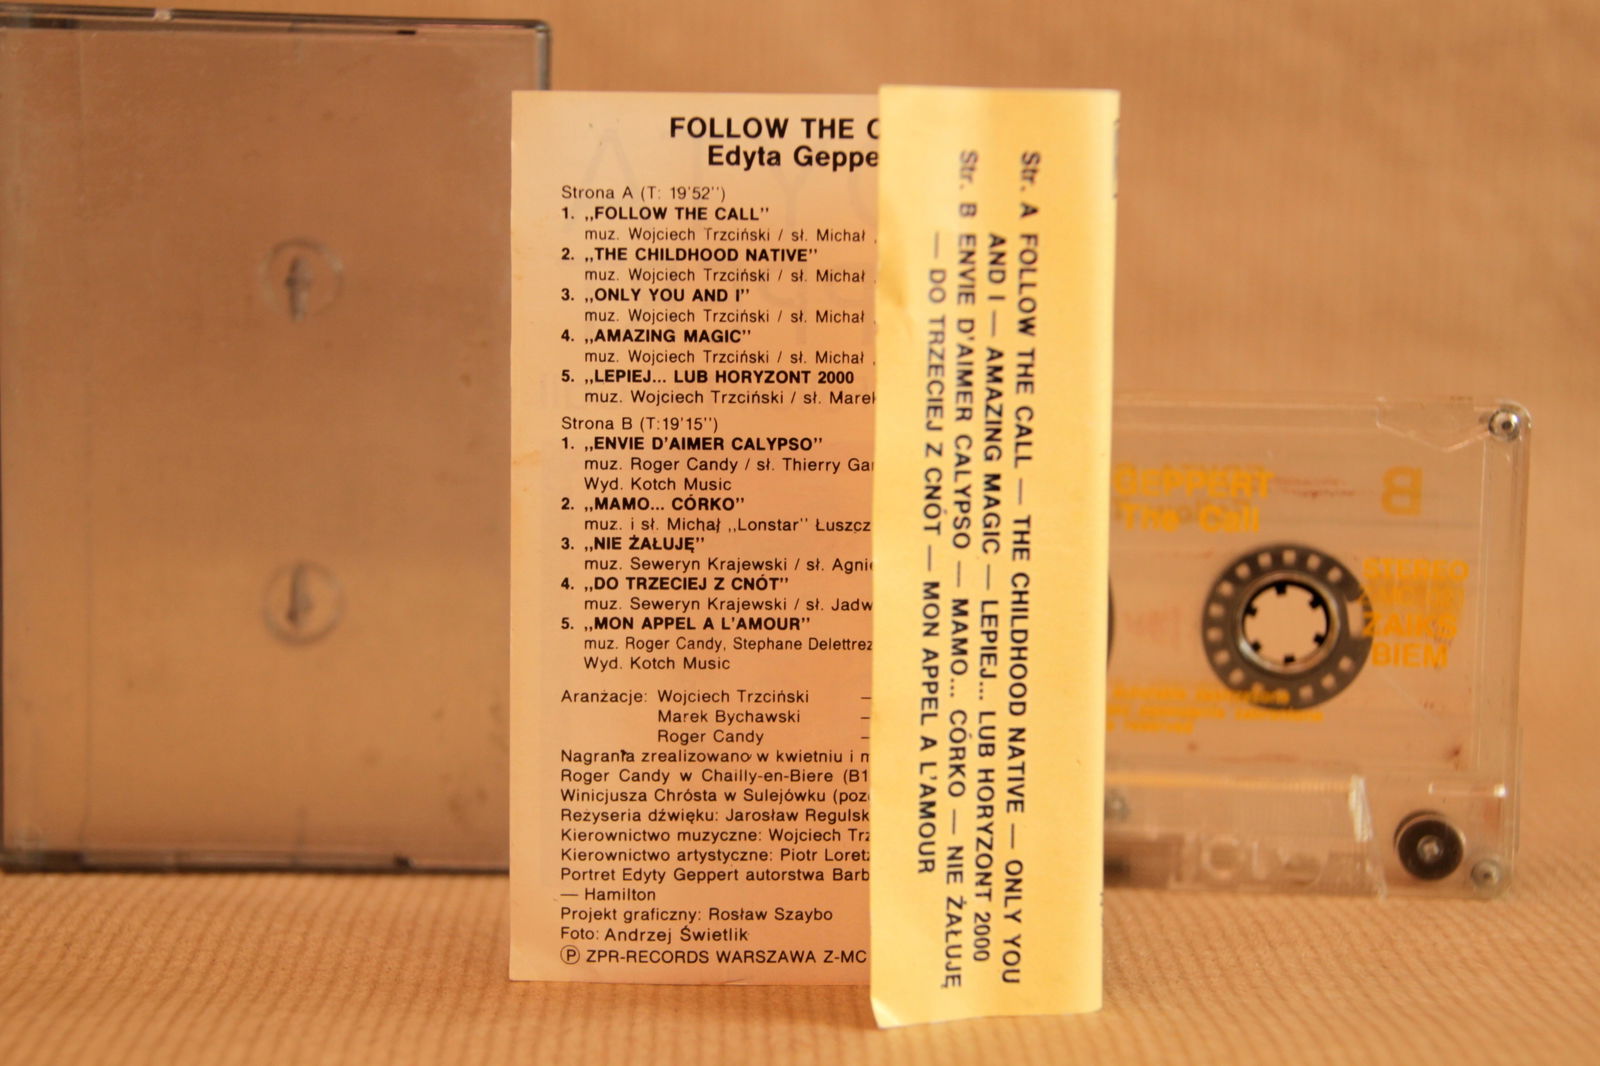 FOLLOW THE C
Edyta Geppe
Strona A (T: 19'52'')
1. ,,FOLLOW THE CALL''
muz. Wojciech Trzciński / sł. Michał
2. ,,THE CHILDHOOD NATIVE''
muz. Wojciech Trzciński / sł. Michał
3. ,,ONLY YOU AND I''
muz. Wojciech Trzciński / sł. Michał
4. ,,AMAZING MAGIC''
muz. Wojciech Trzciński / sł. Michał
5. ,,LEPIEJ... LUB HORYZONT 2000
muz. Wojciech Trzciński / sł. Marek
Strona B (T:19'15'')
1. ,,ENVIE D'AIMER CALYPSO''
muz. Roger Candy / sł. Thierry Gar
Wyd. Kotch Music
2. ,,MAMO... CÓRKO''
muz. i sł. Michał ,,Lonstar'' Łuszcz
3. ,,NIE ŻAŁUJĘ''
muz. Seweryn Krajewski / sł. Agnie
4. ,,DO TRZECIEJ Z CNÓT''
muz. Seweryn Krajewski / sł. Jadw
5. ,,MON APPEL A L'AMOUR''
muz. Roger Candy, Stephane Delettrez
Wyd. Kotch Music
Aranżacje: Wojciech Trzciński —
Marek Bychawski —
Roger Candy —
Nagrania zrealizowano w kwietniu i m
Roger Candy w Chailly-en-Biere (B1
Winicjusza Chrósta w Sulejówku (poz
Reżyseria dźwięku: Jarosław Regulsk
Kierownictwo muzyczne: Wojciech Trz
Kierownictwo artystyczne: Piotr Loretz
Portret Edyty Geppert autorstwa Barb
— Hamilton
Projekt graficzny: Rosław Szaybo
Foto: Andrzej Świetlik
Ⓟ ZPR-RECORDS WARSZAWA Z-MC
Str. A FOLLOW THE CALL — THE CHILDHOOD NATIVE — ONLY YOU
AND I — AMAZING MAGIC — LEPIEJ... LUB HORYZONT 2000
Str. B ENVIE D'AIMER CALYPSO — MAMO... CÓRKO — NIE ŻAŁUJĘ
— DO TRZECIEJ Z CNÓT — MON APPEL A L'AMOUR
GEPPERT
The Call
B
STEREO
ZAIKS
BIEM